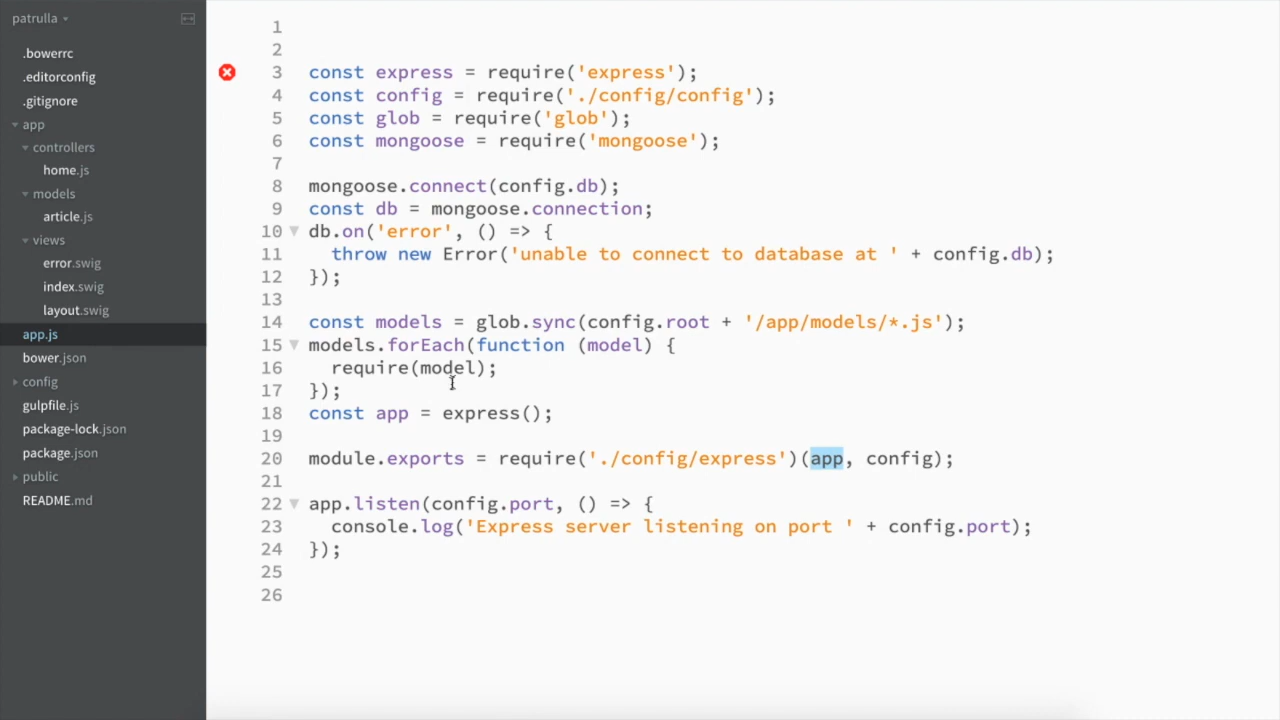 patrulla
.bowerrc
.editorconfig
.gitignore
app
controllers
home.js
models
article.js
views
error.swig
index.swig
layout.swig
app.js
bower.json
config
gulpfile.js
package-lock.json
package.json
public
README.md
1
2
3 const express = require('express');
4 const config = require('./config/config');
5 const glob = require('glob');
6 const mongoose = require('mongoose');
7
8 mongoose.connect(config.db);
9 const db = mongoose.connection;
10 db.on('error', () => {
11 throw new Error('unable to connect to database at ' + config.db);
12 });
13
14 const models = glob.sync(config.root + '/app/models/*.js');
15 models.forEach(function (model) {
16 require(model);
17 });
18 const app = express();
19
20 module.exports = require('./config/express')(app, config);
21
22 app.listen(config.port, () => {
23 console.log('Express server listening on port ' + config.port);
24 });
25
26